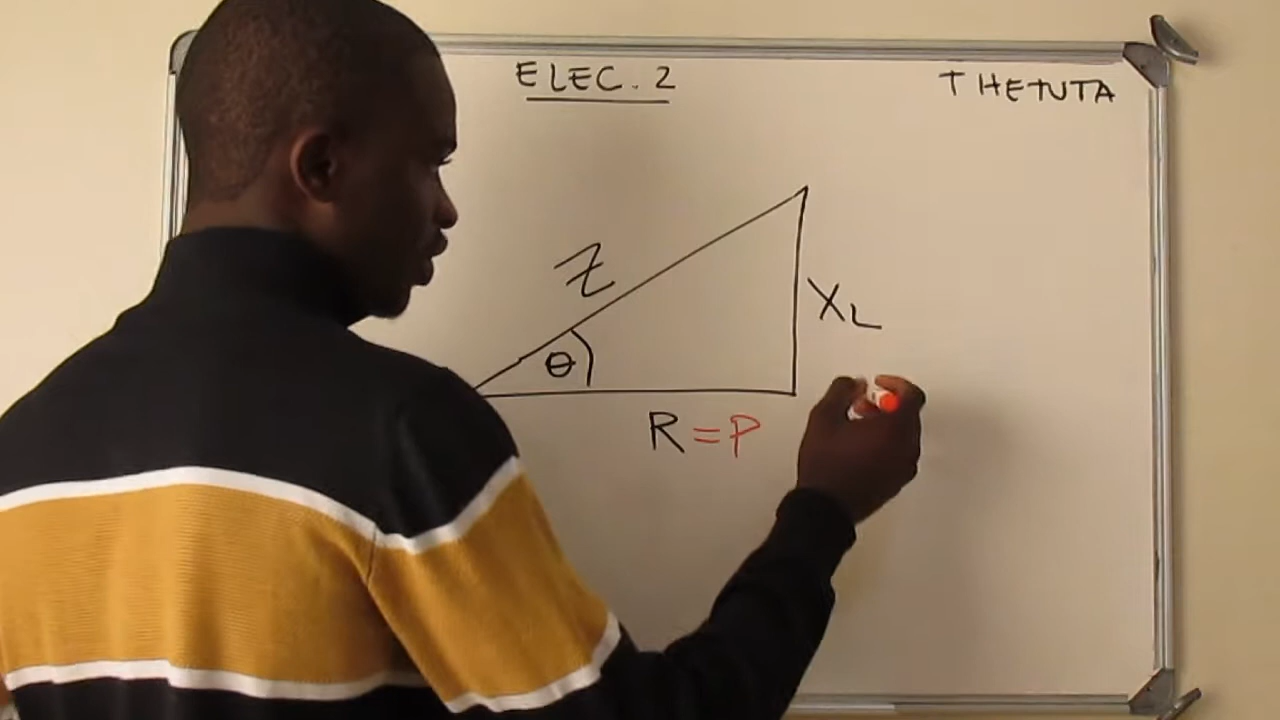 ELEC. 2
THETUTA
Z
XL
θ
R = P